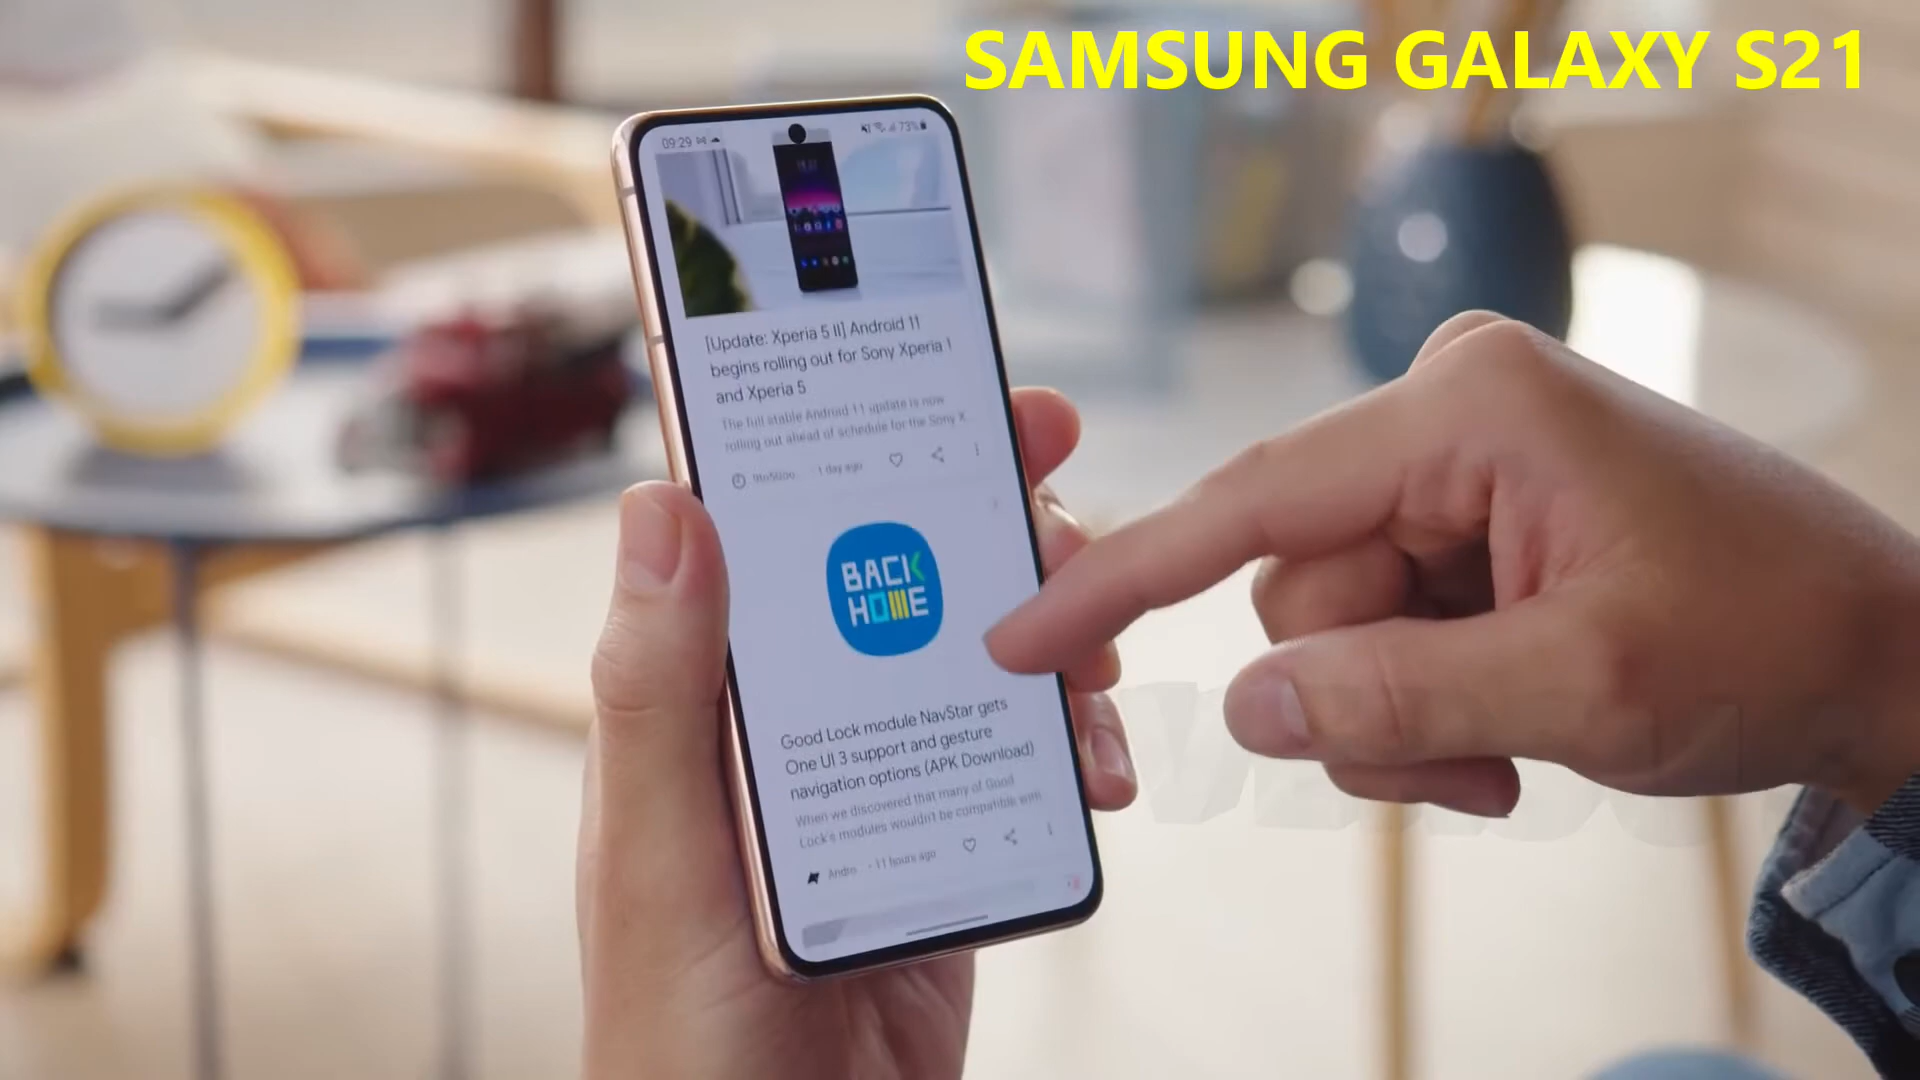 SAMSUNG GALAXY S21
09:29
73%
[Update: Xperia 5 II] Android 11
begins rolling out for Sony Xperia 1
and Xperia 5
The full stable Android 11 update is now
rolling out ahead of schedule for the Sony X
9to5Goo · 1 day ago
BACK
HOME
Good Lock module NavStar gets
One UI 3 support and gesture
navigation options (APK Download)
When we discovered that many of Good
Lock's modules wouldn't be compatible with
Andro · 11 hours ago